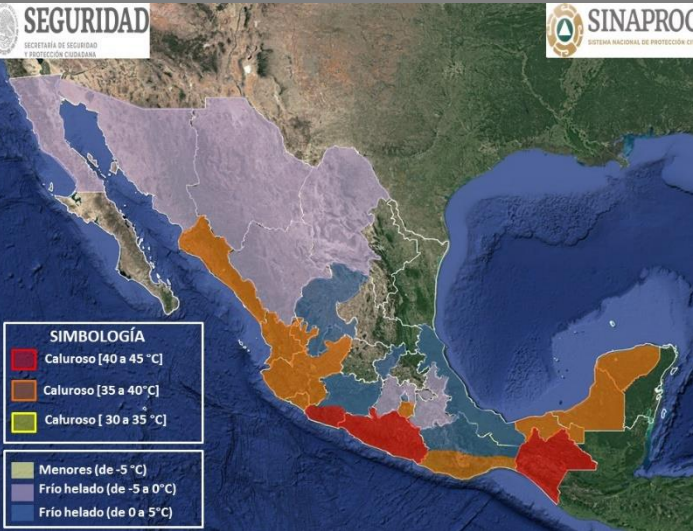 SEGURIDAD
SECRETARÍA DE SEGURIDAD
Y PROTECCIÓN CIUDADANA
SINAPROC
SISTEMA NACIONAL DE PROTECCIÓN CI
SIMBOLOGÍA
Caluroso [40 a 45 °C]
Caluroso [35 a 40°C]
Caluroso [ 30 a 35 °C]
Menores (de -5 °C)
Frío helado (de -5 a 0°C)
Frío helado (de 0 a 5°C)